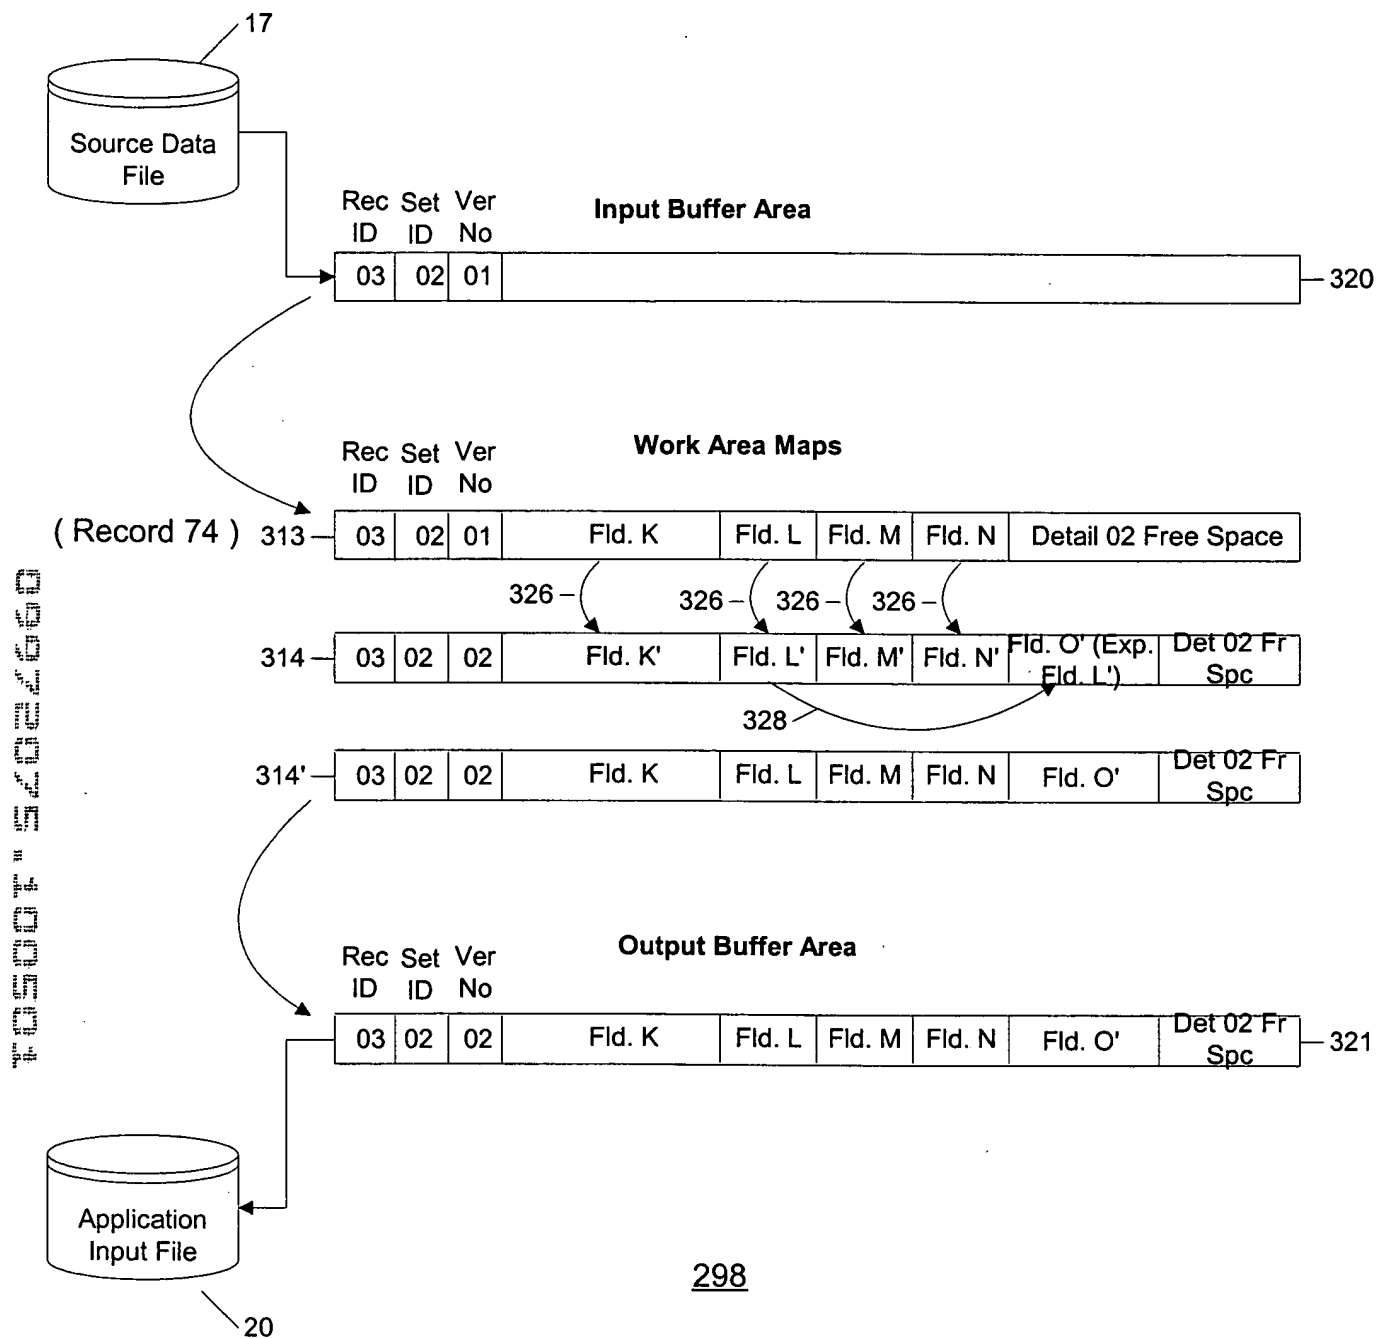 17
Source Data
File
Rec Set Ver
ID ID No
Input Buffer Area
03 02 01
320
Work Area Maps
Rec Set Ver
ID ID No
( Record 74 ) 313 03 02 01 Fld. K Fld. L Fld. M Fld. N Detail 02 Free Space
326 326 326 326
314 03 02 02 Fld. K' Fld. L' Fld. M' Fld. N' Fld. O' (Exp. Fld. L') Det 02 Fr Spc
328
314' 03 02 02 Fld. K Fld. L Fld. M Fld. N Fld. O' Det 02 Fr Spc
Output Buffer Area
Rec Set Ver
ID ID No
03 02 02 Fld. K Fld. L Fld. M Fld. N Fld. O' Det 02 Fr Spc
321
Application
Input File
20
298
09972075.100501